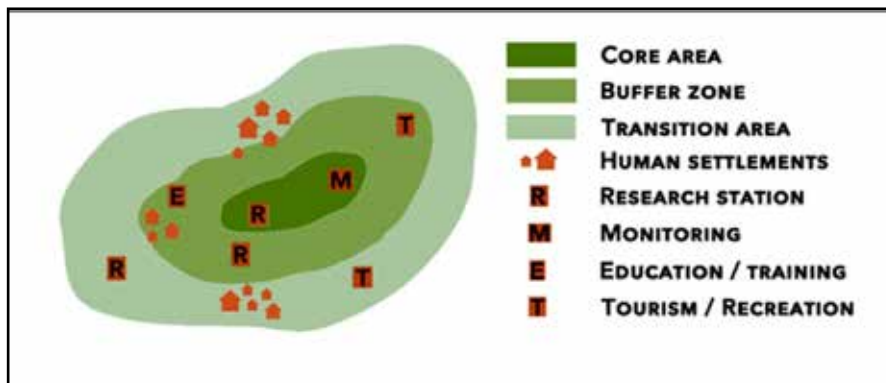 CORE AREA
BUFFER ZONE
TRANSITION AREA
HUMAN SETTLEMENTS
R RESEARCH STATION
M MONITORING
E EDUCATION / TRAINING
T TOURISM / RECREATION
T
M
E
R
R
R
T